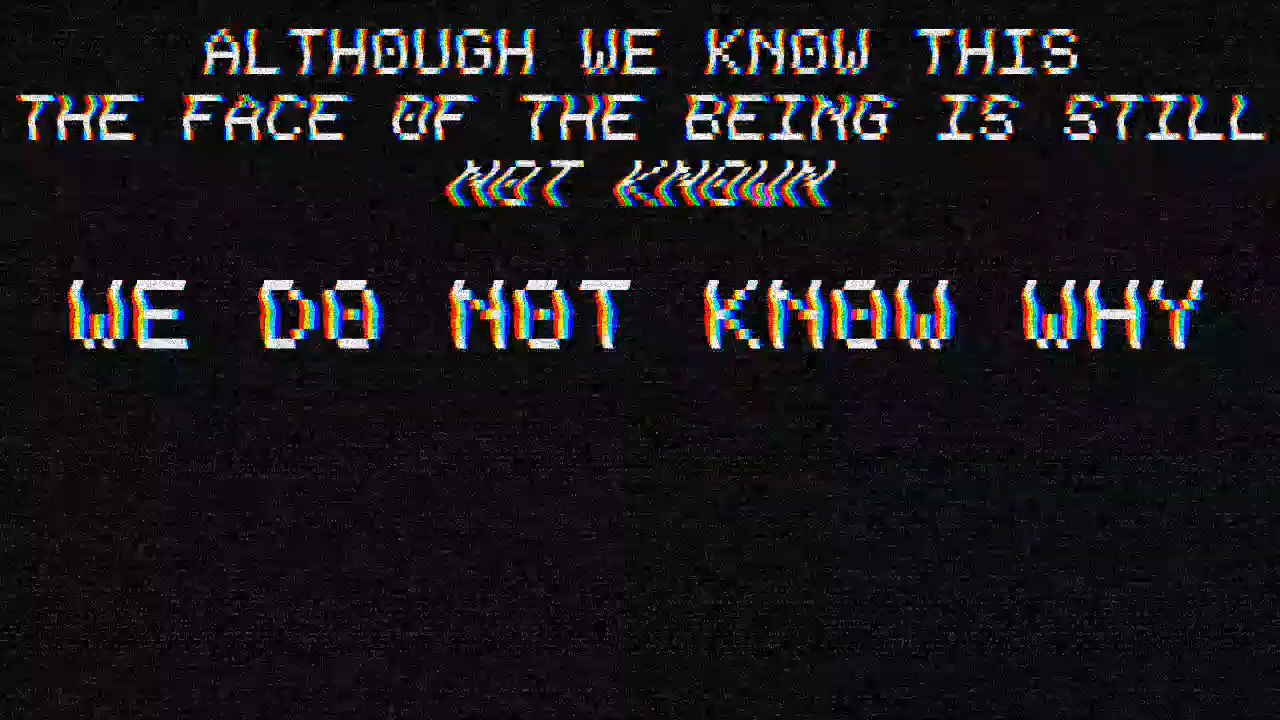 ALTHOUGH WE KNOW THIS
THE FACE OF THE BEING IS STILL
NOT KNOWN
WE DO NOT KNOW WHY